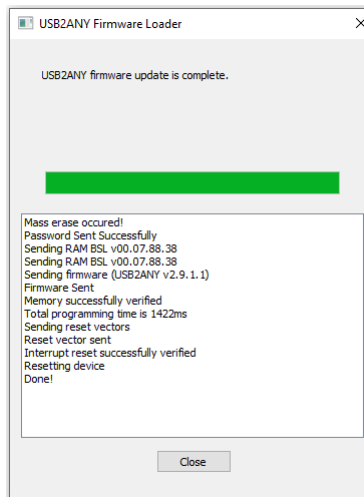 USB2ANY Firmware Loader
USB2ANY firmware update is complete.
Mass erase occured!
Password Sent Successfully
Sending RAM BSL v00.07.88.38
Sending RAM BSL v00.07.88.38
Sending firmware (USB2ANY v2.9.1.1)
Firmware Sent
Memory successfully verified
Total programming time is 1422ms
Sending reset vectors
Reset vector sent
Interrupt reset successfully verified
Resetting device
Done!
Close